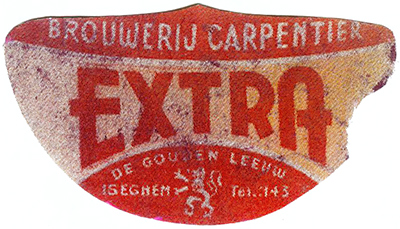 BROUWERIJ CARPENTIER
EXTRA
DE GOUDEN LEEUW
ISEGHEM Tel. 143